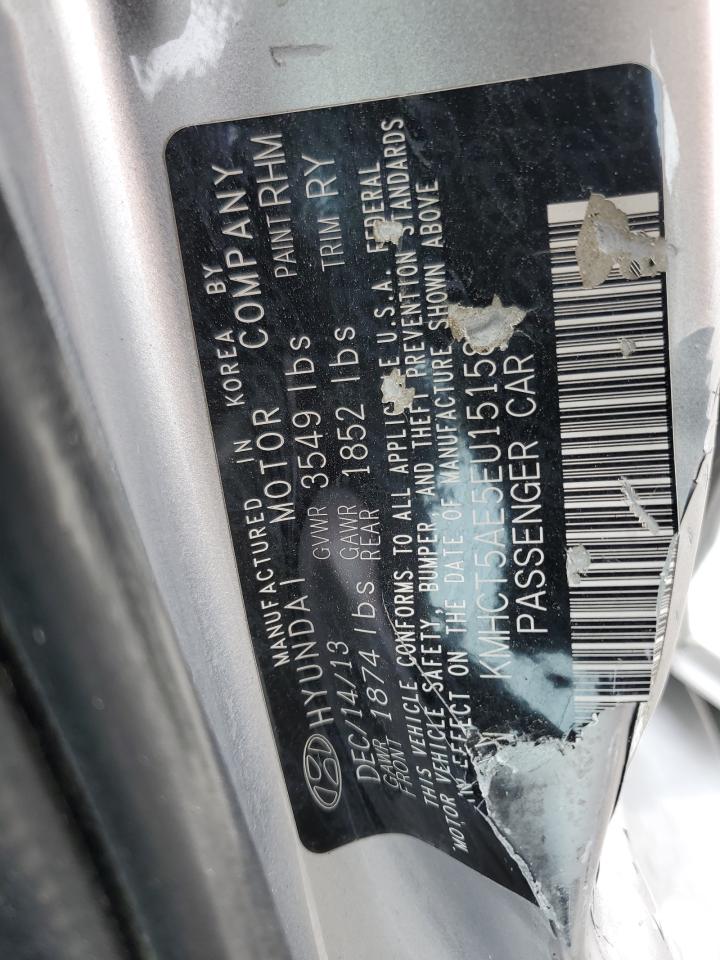 MANUFACTURED IN KOREA BY
HYUNDAI MOTOR COMPANY
DEC/14/13 GVWR 3549 lbs PAINT RHM
GAWR FRONT 1874 lbs GAWR REAR 1852 lbs TRIM RY
THIS VEHICLE CONFORMS TO ALL APPLIC E U.S.A. FEDERAL
MOTOR VEHICLE SAFETY, BUMPER AND THEFT PREVENTION STANDARDS
IN EFFECT ON THE DATE OF MANUFACTURE SHOWN ABOVE
N KMHCT5AE5EU1515
PASSENGER CAR